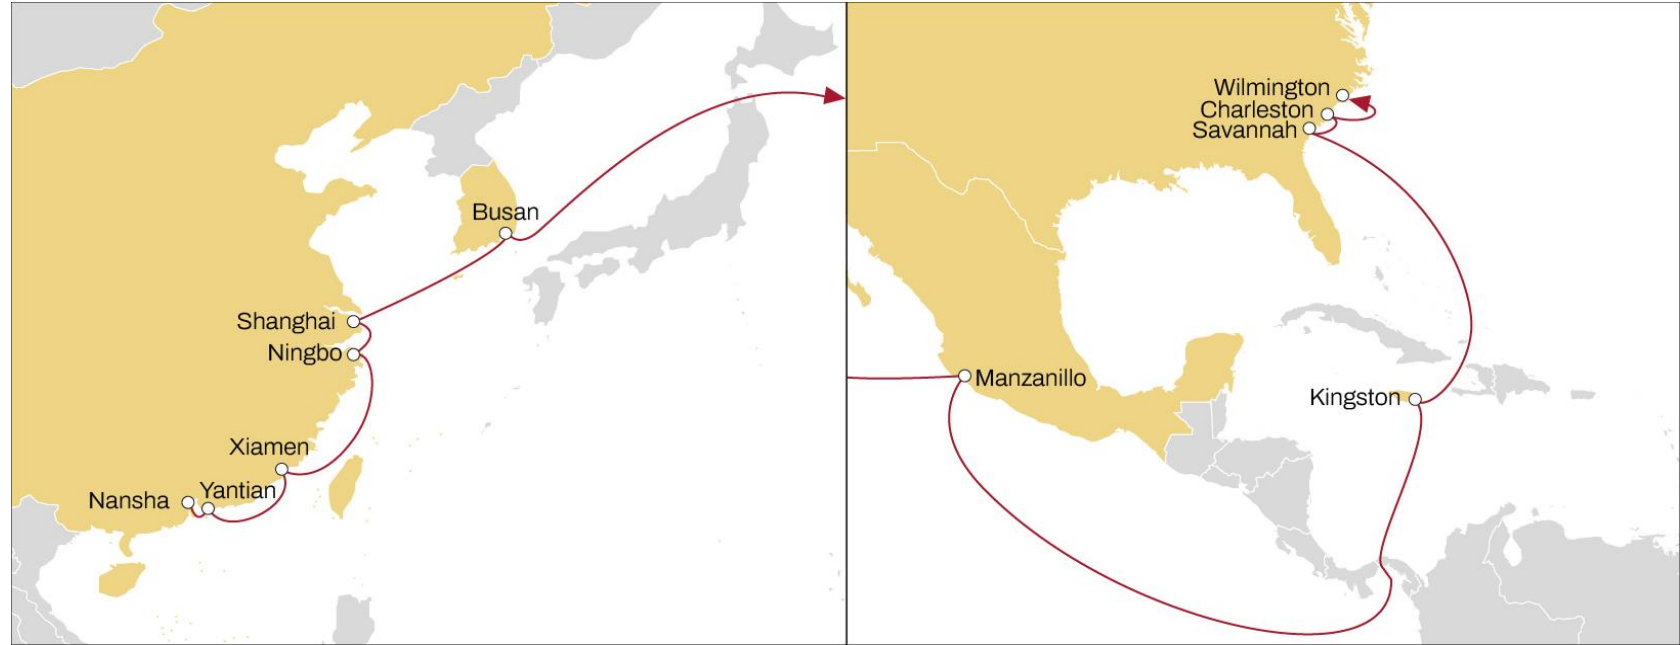 Busan
Shanghai
Ningbo
Xiamen
Yantian
Nansha
Wilmington
Charleston
Savannah
Manzanillo
Kingston